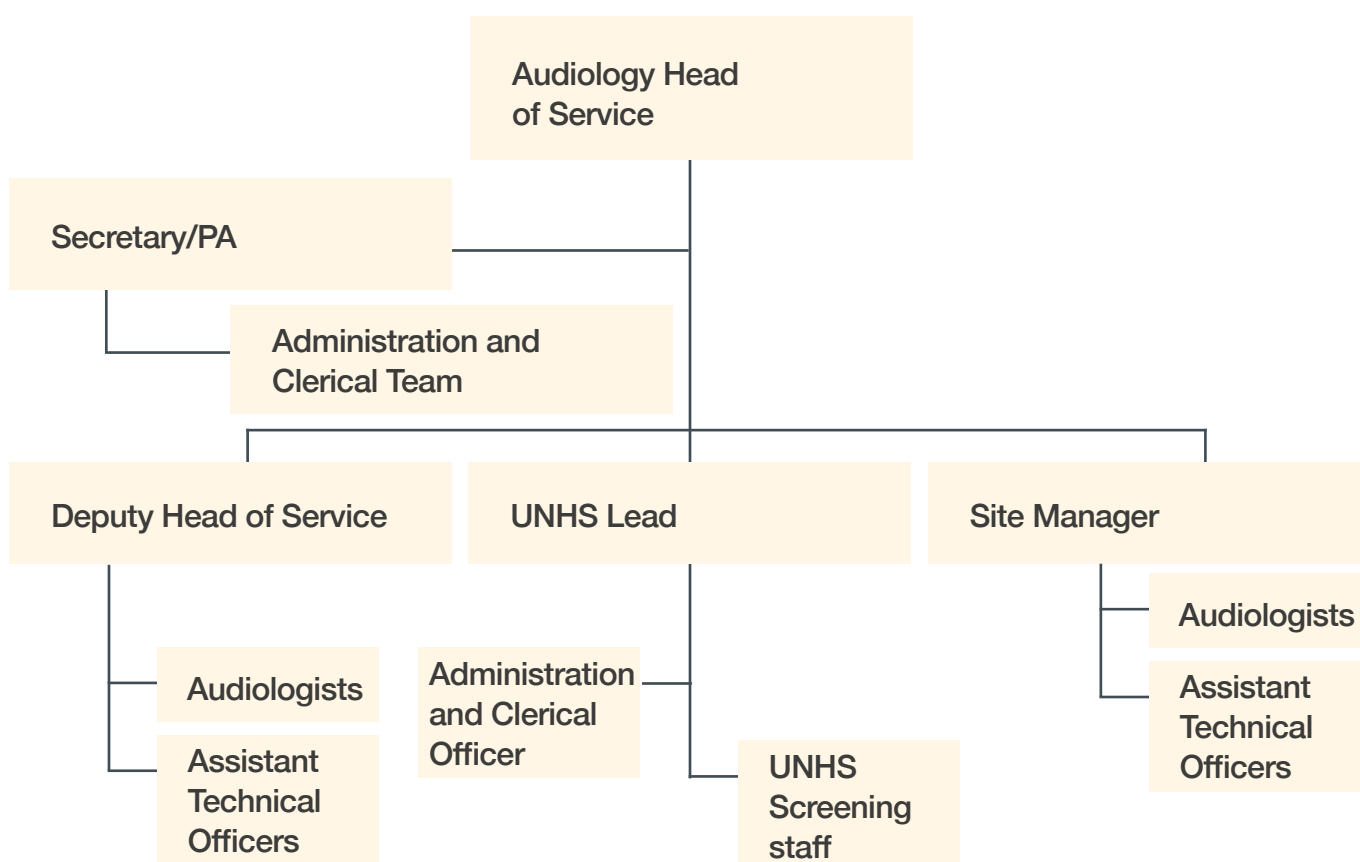 Audiology Head
of Service
Secretary/PA
Administration and
Clerical Team
Deputy Head of Service
UNHS Lead
Site Manager
Audiologists
Assistant
Technical
Officers
Administration
and Clerical
Officer
UNHS
Screening
staff
Audiologists
Assistant
Technical
Officers